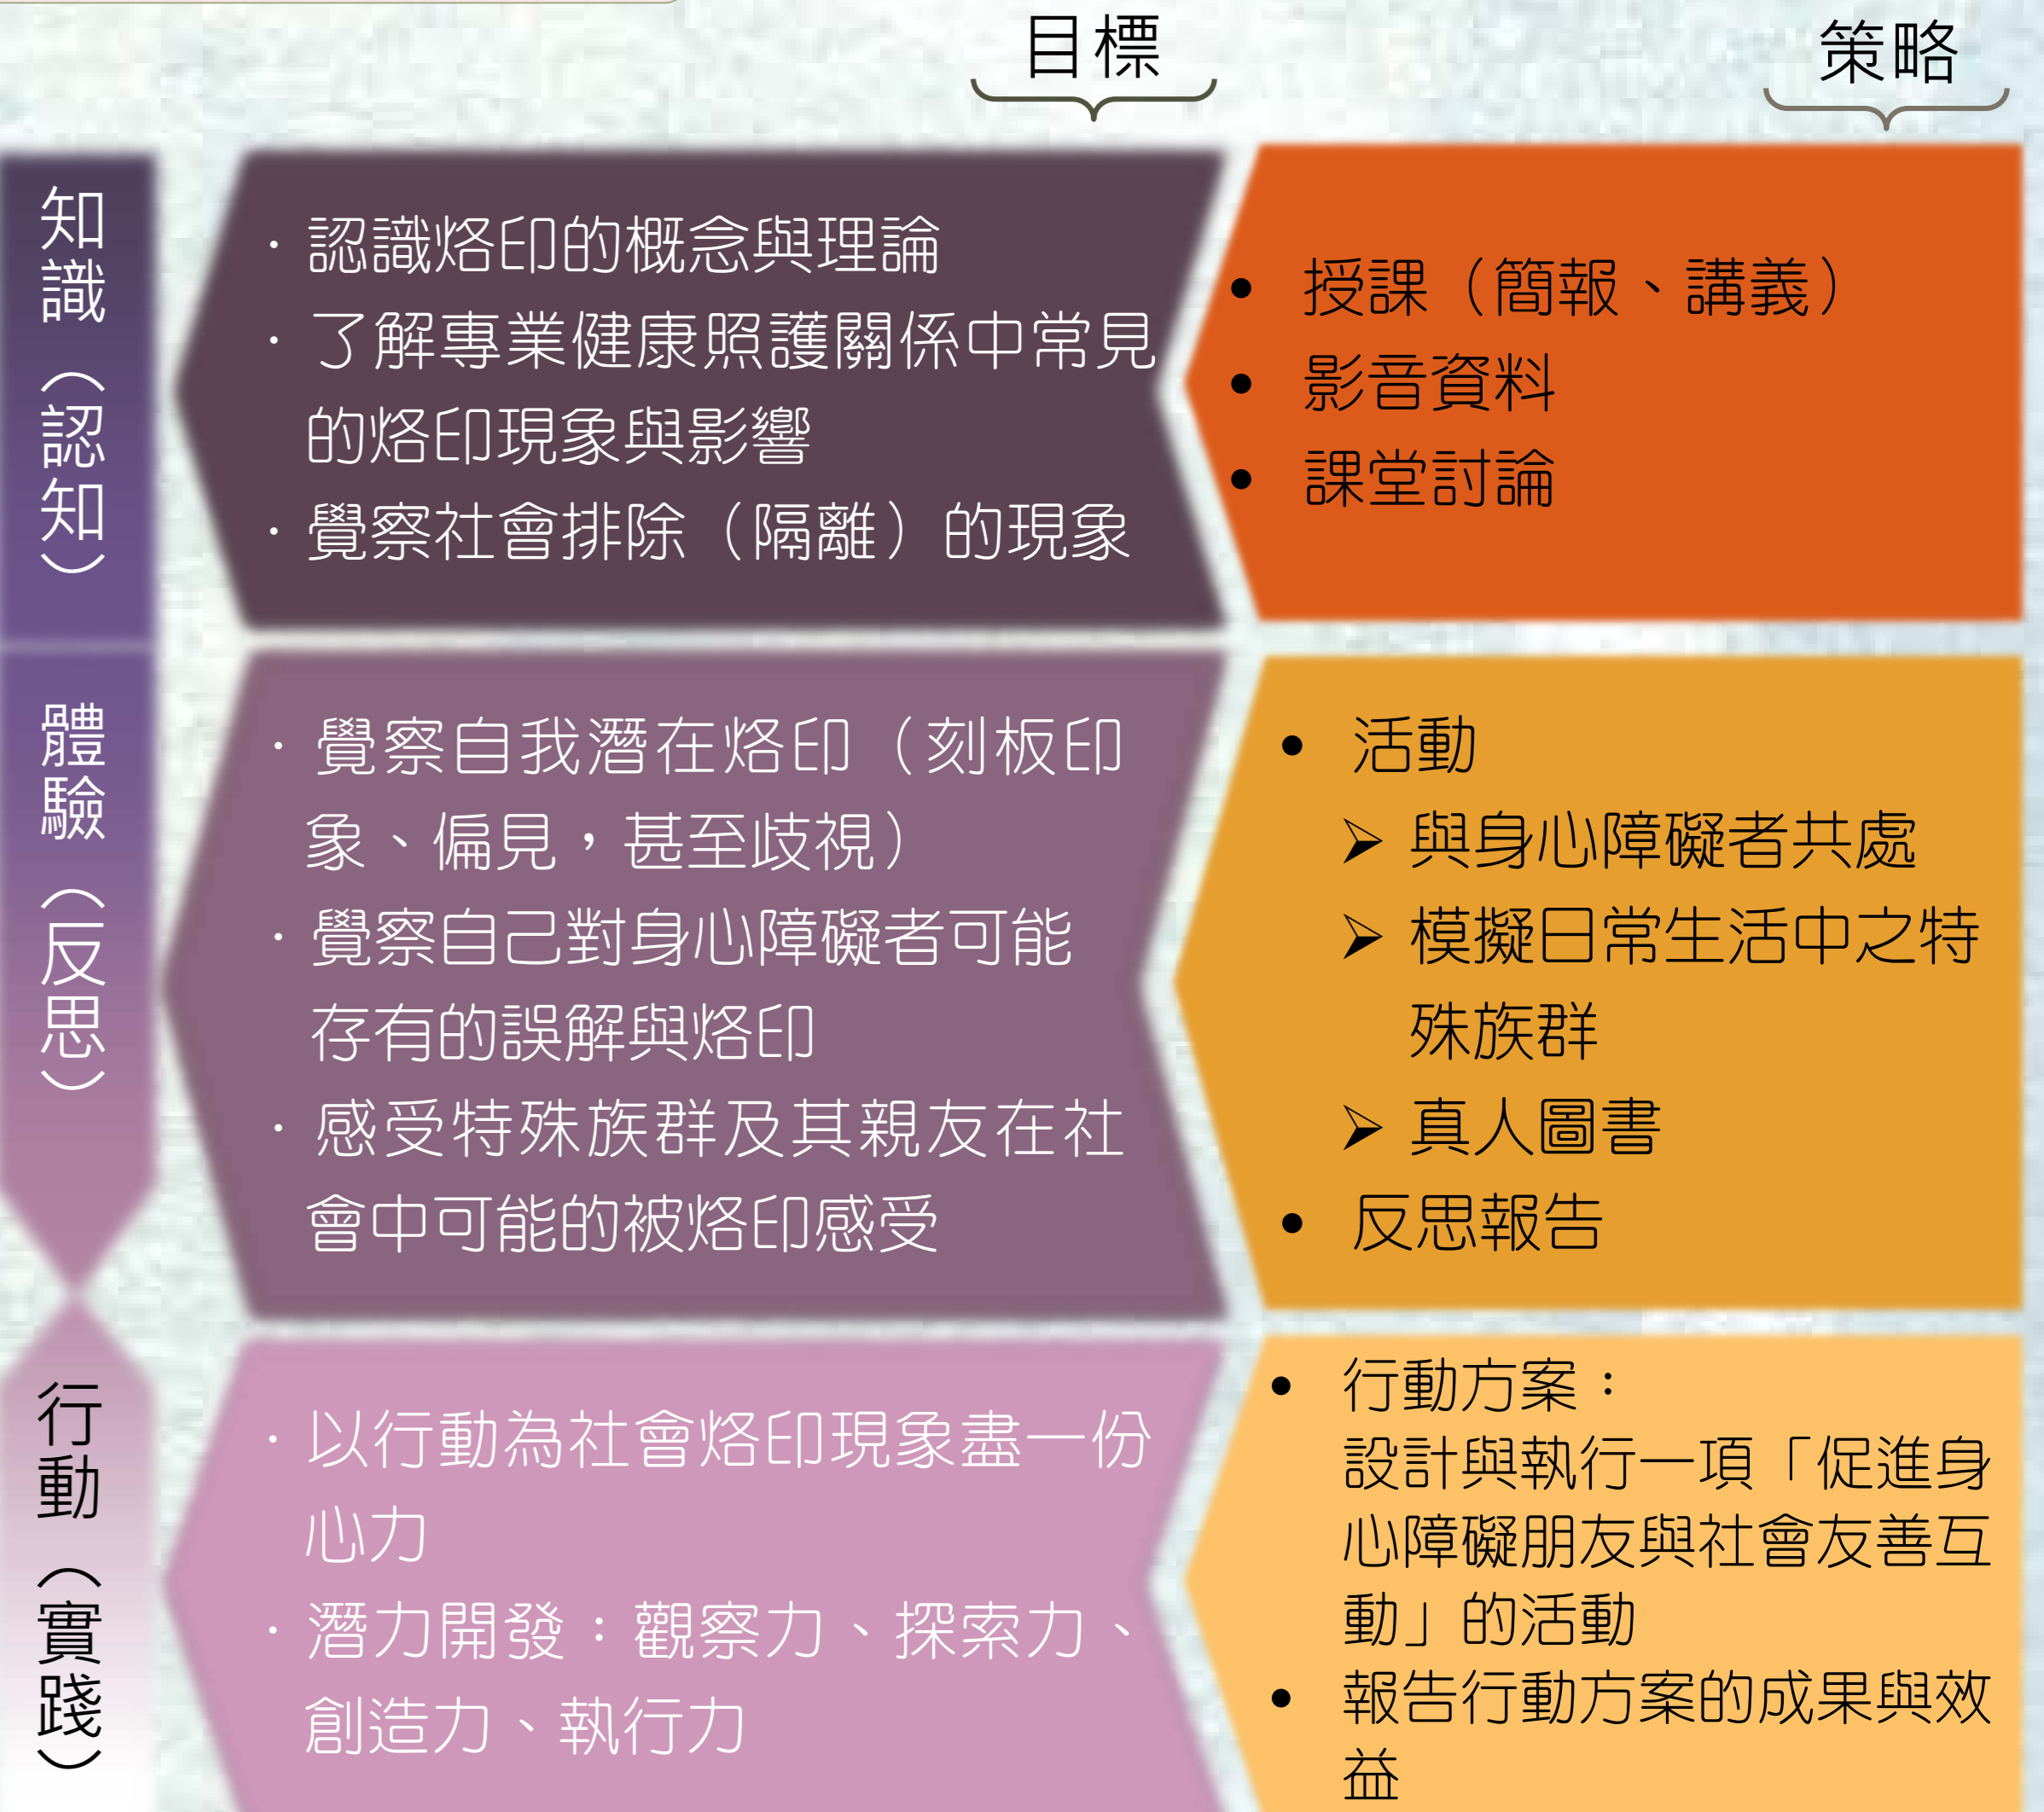 目標
策略
知識（認知）
· 認識烙印的概念與理論
· 了解專業健康照護關係中常見
的烙印現象與影響
· 覺察社會排除（隔離）的現象
• 授課（簡報、講義）
• 影音資料
• 課堂討論
體驗（反思）
· 覺察自我潛在烙印（刻板印
象、偏見，甚至歧視）
· 覺察自己對身心障礙者可能
存有的誤解與烙印
· 感受特殊族群及其親友在社
會中可能的被烙印感受
• 活動
➢ 與身心障礙者共處
➢ 模擬日常生活中之特
殊族群
➢ 真人圖書
• 反思報告
行動（實踐）
· 以行動為社會烙印現象盡一份
心力
· 潛力開發：觀察力、探索力、
創造力、執行力
• 行動方案：
設計與執行一項「促進身
心障礙朋友與社會友善互
動」的活動
• 報告行動方案的成果與效
益